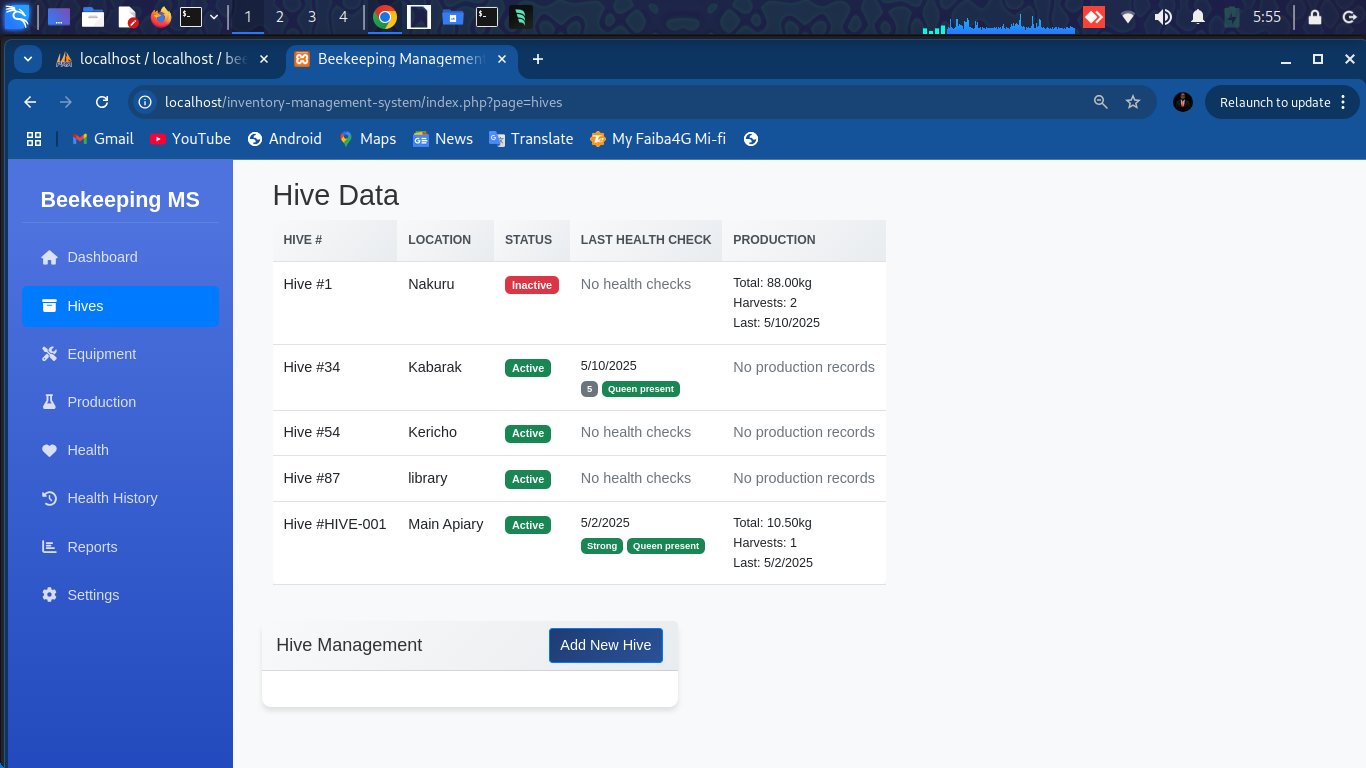 1 2 3 4 5:55
localhost / localhost / bee
Beekeeping Management
localhost/inventory-management-system/index.php?page=hives
Relaunch to update
Gmail YouTube Android Maps News Translate My Faiba4G Mi-fi
Beekeeping MS
Dashboard
Hives
Equipment
Production
Health
Health History
Reports
Settings
Hive Data
HIVE # LOCATION STATUS LAST HEALTH CHECK PRODUCTION
Hive #1 Nakuru Inactive No health checks Total: 88.00kg
Harvests: 2
Last: 5/10/2025
Hive #34 Kabarak Active 5/10/2025 No production records
5 Queen present
Hive #54 Kericho Active No health checks No production records
Hive #87 library Active No health checks No production records
Hive #HIVE-001 Main Apiary Active 5/2/2025 Total: 10.50kg
Strong Queen present Harvests: 1
Last: 5/2/2025
Hive Management Add New Hive